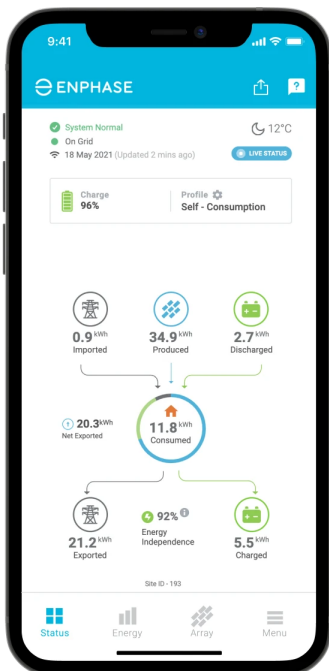 9:41
ENPHASE
?
System Normal
12°C
On Grid
18 May 2021 (Updated 2 mins ago)
LIVE STATUS
Charge
96%
Profile
Self - Consumption
0.9 kWh
Imported
34.9 kWh
Produced
2.7 kWh
Discharged
20.3 kWh
Net Exported
11.8 kWh
Consumed
21.2 kWh
Exported
92%
Energy
Independence
5.5 kWh
Charged
Site ID - 193
Status
Energy
Array
Menu